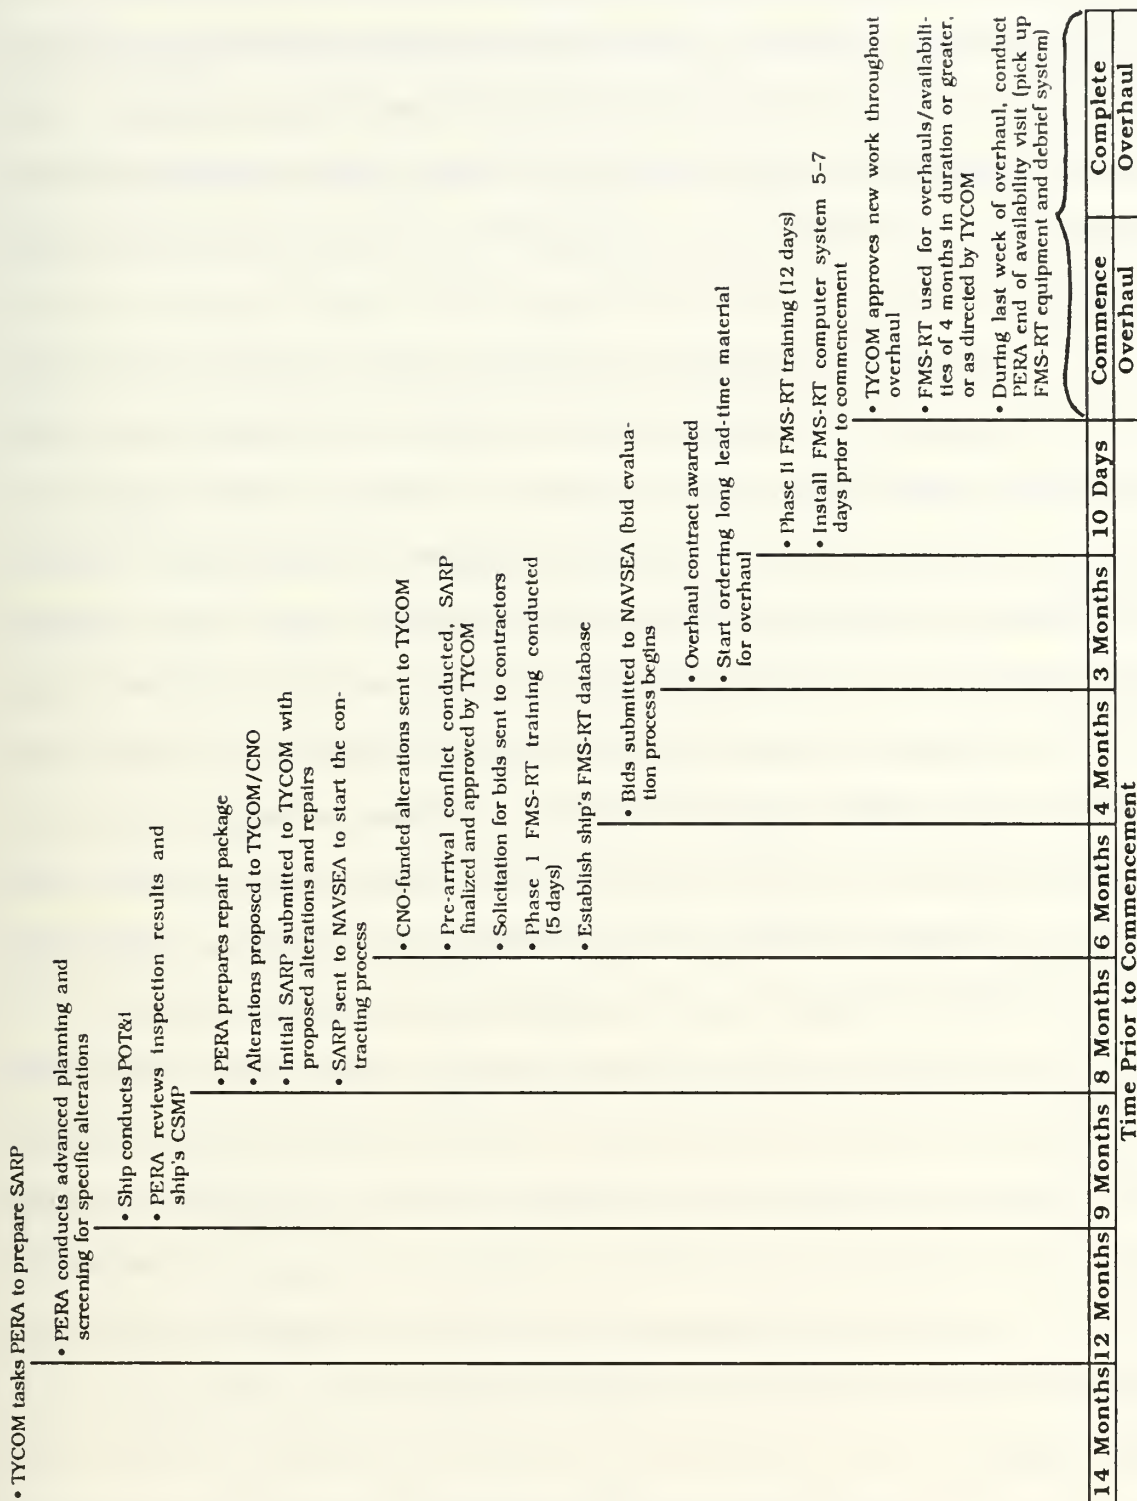 • TYCOM tasks PERA to prepare SARP
• PERA conducts advanced planning and
screening for specific alterations
• Ship conducts POT&I
• PERA reviews inspection results and
ship's CSMP
• PERA prepares repair package
• Alterations proposed to TYCOM/CNO
• Initial SARP submitted to TYCOM with
proposed alterations and repairs
• SARP sent to NAVSEA to start the con-
tracting process
• CNO-funded alterations sent to TYCOM
• Pre-arrival conflict conducted, SARP
finalized and approved by TYCOM
• Solicitation for bids sent to contractors
• Phase I FMS-RT training conducted
(5 days)
• Establish ship's FMS-RT database
• Bids submitted to NAVSEA (bid evalua-
tion process begins
• Overhaul contract awarded
• Start ordering long lead-time material
for overhaul
• Phase II FMS-RT training (12 days)
• Install FMS-RT computer system 5-7
days prior to commencement
• TYCOM approves new work throughout
overhaul
• FMS-RT used for overhauls/availabili-
ties of 4 months in duration or greater,
or as directed by TYCOM
• During last week of overhaul, conduct
PERA end of availability visit (pick up
FMS-RT equipment and debrief system)
14 Months 12 Months 9 Months 8 Months 6 Months 4 Months 3 Months 10 Days Commence Complete
Overhaul Overhaul
Time Prior to Commencement